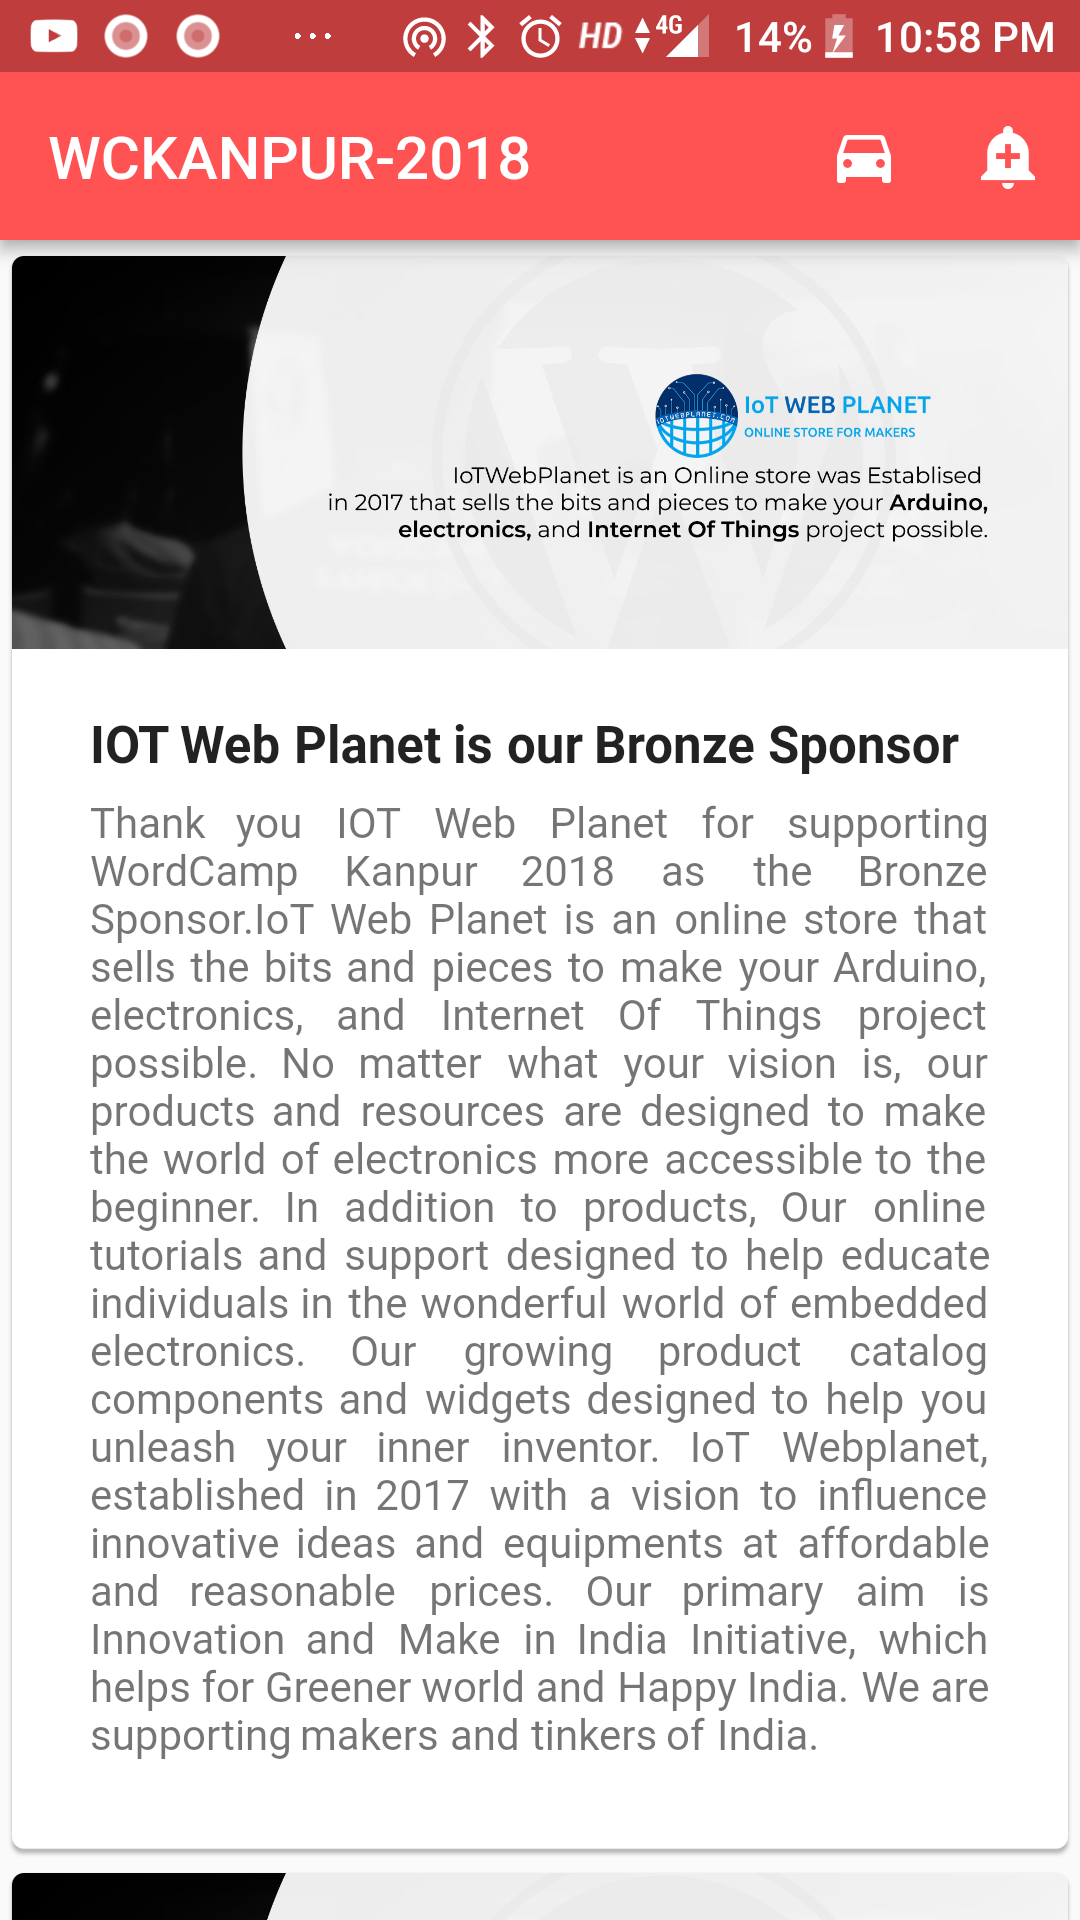 HD 4G 14% 10:58 PM
WCKANPUR-2018
IoT WEB PLANET
ONLINE STORE FOR MAKERS
IOTWEBPLANET.COM
IoTWebPlanet is an Online store was Establised
in 2017 that sells the bits and pieces to make your Arduino,
electronics, and Internet Of Things project possible.
IOT Web Planet is our Bronze Sponsor
Thank you IOT Web Planet for supporting
WordCamp Kanpur 2018 as the Bronze
Sponsor.IoT Web Planet is an online store that
sells the bits and pieces to make your Arduino,
electronics, and Internet Of Things project
possible. No matter what your vision is, our
products and resources are designed to make
the world of electronics more accessible to the
beginner. In addition to products, Our online
tutorials and support designed to help educate
individuals in the wonderful world of embedded
electronics. Our growing product catalog
components and widgets designed to help you
unleash your inner inventor. IoT Webplanet,
established in 2017 with a vision to influence
innovative ideas and equipments at affordable
and reasonable prices. Our primary aim is
Innovation and Make in India Initiative, which
helps for Greener world and Happy India. We are
supporting makers and tinkers of India.